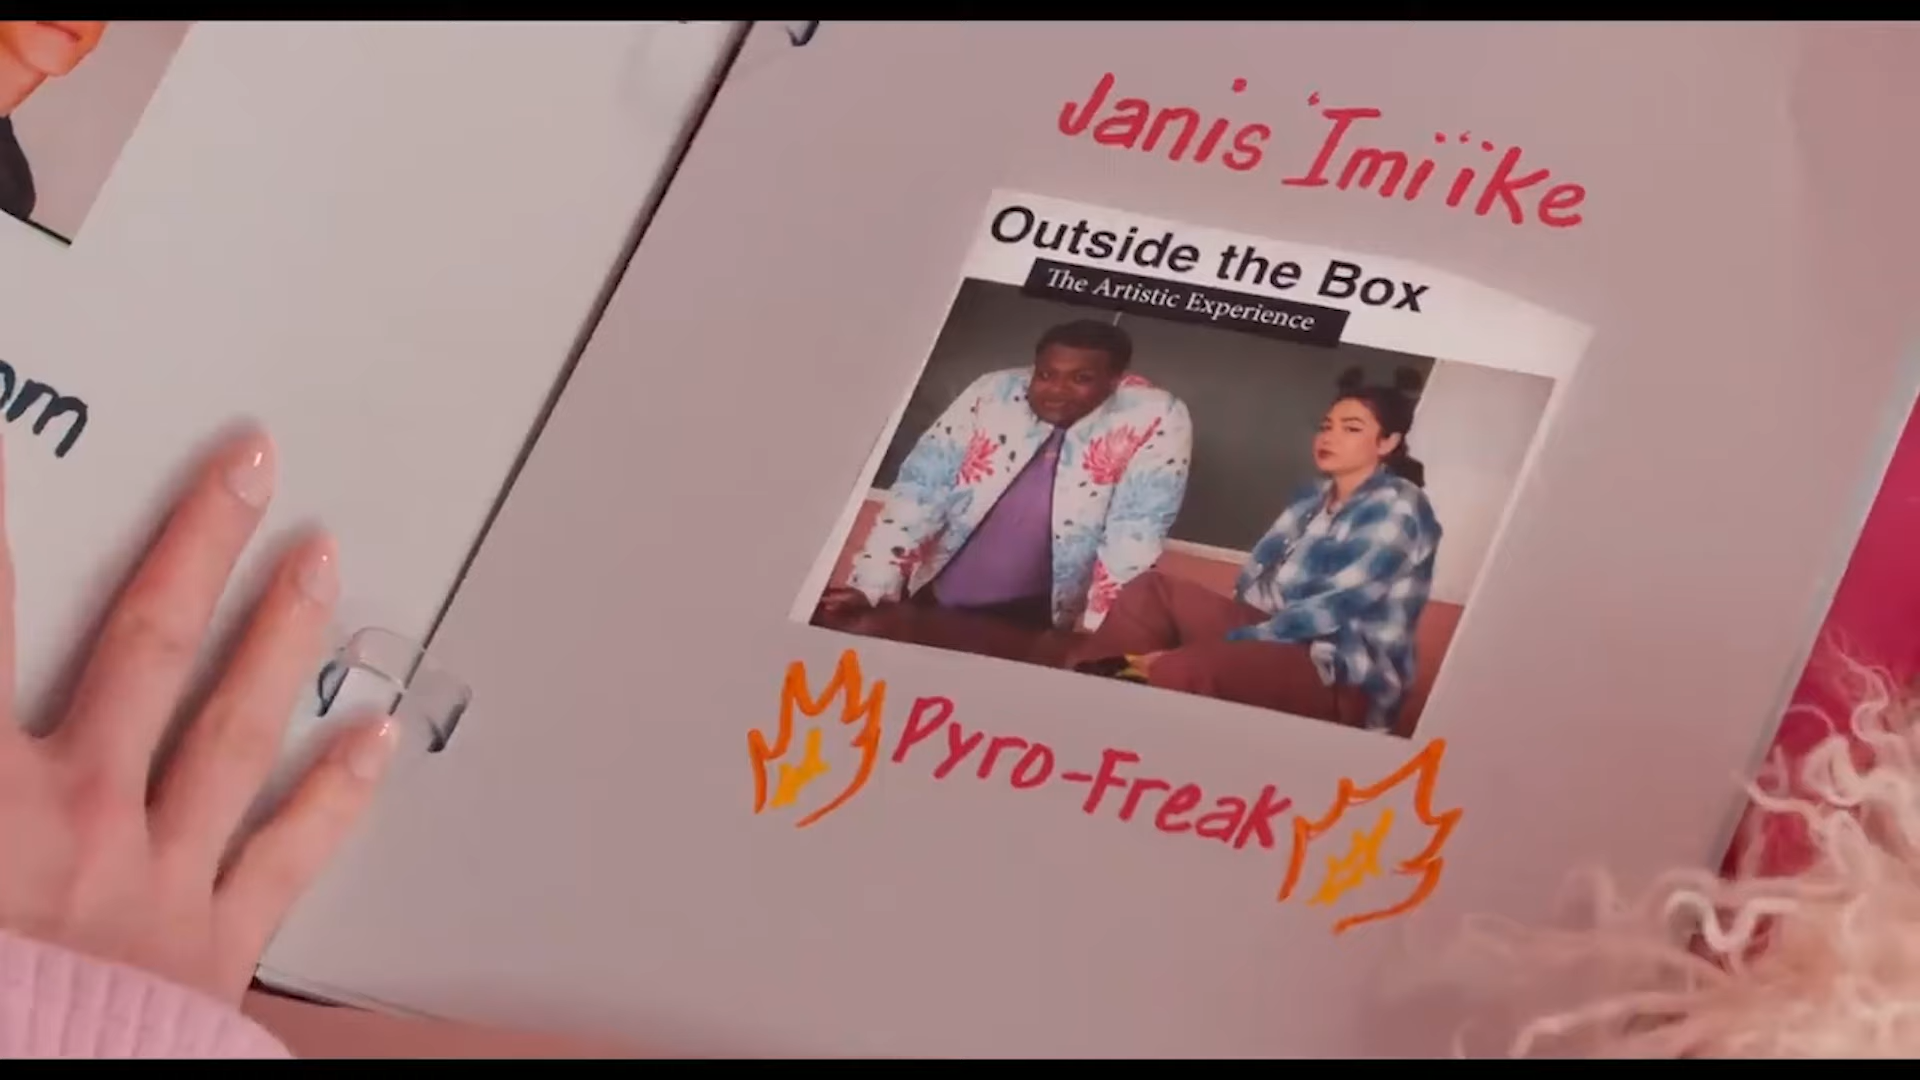 Janis 'Imi'ike
Outside the Box
The Artistic Experience
Pyro-Freak